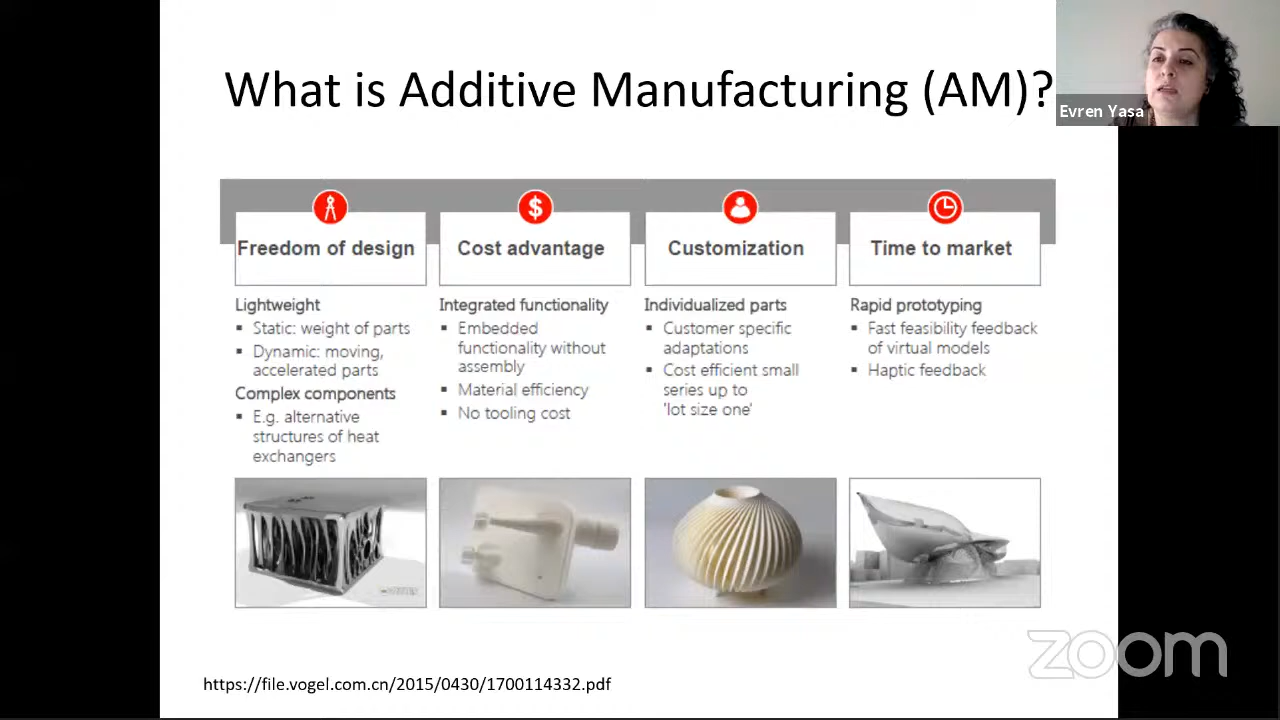 What is Additive Manufacturing (AM)?
Evren Yasa
$
Freedom of design
Cost advantage
Customization
Time to market
Lightweight
▪ Static: weight of parts
▪ Dynamic: moving,
accelerated parts
Complex components
▪ E.g. alternative
structures of heat
exchangers
Integrated functionality
▪ Embedded
functionality without
assembly
▪ Material efficiency
▪ No tooling cost
Individualized parts
▪ Customer specific
adaptations
▪ Cost efficient small
series up to
'lot size one'
Rapid prototyping
▪ Fast feasibility feedback
of virtual models
▪ Haptic feedback
zoom
https://file.vogel.com.cn/2015/0430/1700114332.pdf